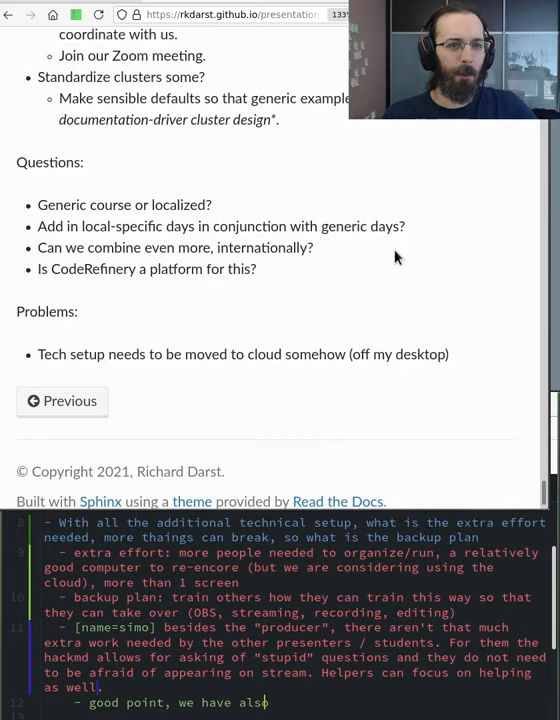 https://rkdarst.github.io/presentation
133%
coordinate with us.
Join our Zoom meeting.
Standardize clusters some?
Make sensible defaults so that generic example
documentation-driver cluster design*.
Questions:
Generic course or localized?
Add in local-specific days in conjunction with generic days?
Can we combine even more, internationally?
Is CodeRefinery a platform for this?
Problems:
Tech setup needs to be moved to cloud somehow (off my desktop)
Previous
© Copyright 2021, Richard Darst.
Built with Sphinx using a theme provided by Read the Docs.
8 - With all the additional technical setup, what is the extra effort
needed, more thaings can break, so what is the backup plan
9 - extra effort: more people needed to organize/run, a relatively
good computer to re-encore (but we are considering using the
cloud), more than 1 screen
10 - backup plan: train others how they can train this way so that
they can take over (OBS, streaming, recording, editing)
11 - [name=simo] besides the "producer", there aren't that much
extra work needed by the other presenters / students. For them the
hackmd allows for asking of "stupid" questions and they do not need
to be afraid of appearing on stream. Helpers can focus on helping
as well.
12 - good point, we have also
13